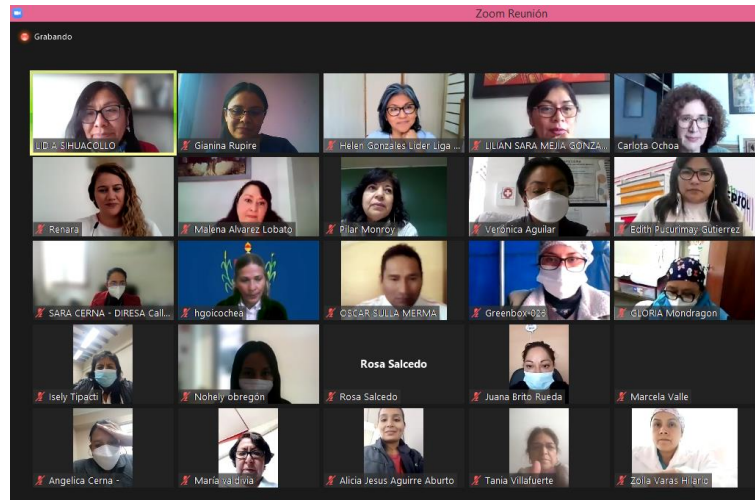 Zoom Reunión
Grabando
LIDIA SIHUACOLLO
Gianina Rupire
Helen Gonzales Lider Liga ...
LILIAN SARA MEJÍA GONZA...
Carlota Ochoa
Renara
Malena Alvarez Lobato
Pilar Monroy
Verónica Aguilar
Edith Pucurimay Gutierrez
SARA CERNA - DIRESA Call...
hgoicochea
OSCAR SULLA MERMA
Greenbox-026
GLORIA Mondragon
Isely Tipacti
Nohely obregón
Rosa Salcedo
Rosa Salcedo
Juana Brito Rueda
Marcela Valle
Angelica Cerna -
María valdivia
Alicia Jesus Aguirre Aburto
Tania Villafuerte
Zoila Varas Hilario